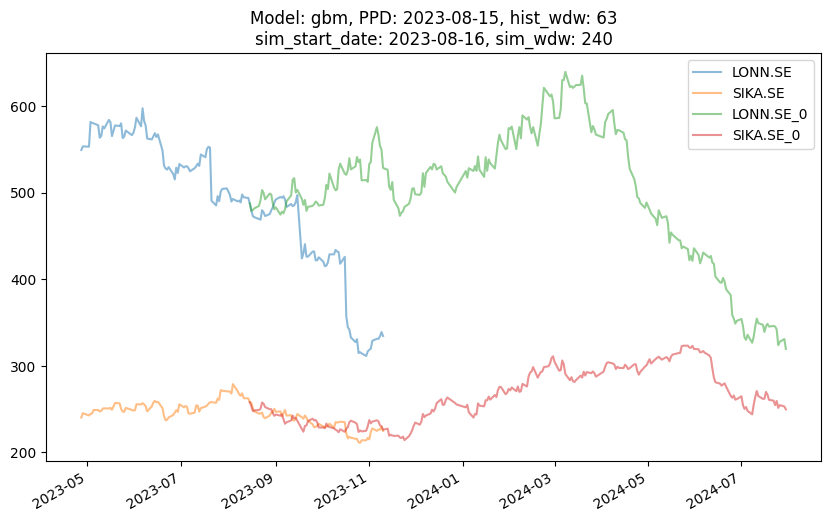 Model: gbm, PPD: 2023-08-15, hist_wdw: 63
sim_start_date: 2023-08-16, sim_wdw: 240
LONN.SE
SIKA.SE
LONN.SE_0
SIKA.SE_0
600
500
400
300
200
2023-05
2023-07
2023-09
2023-11
2024-01
2024-03
2024-05
2024-07